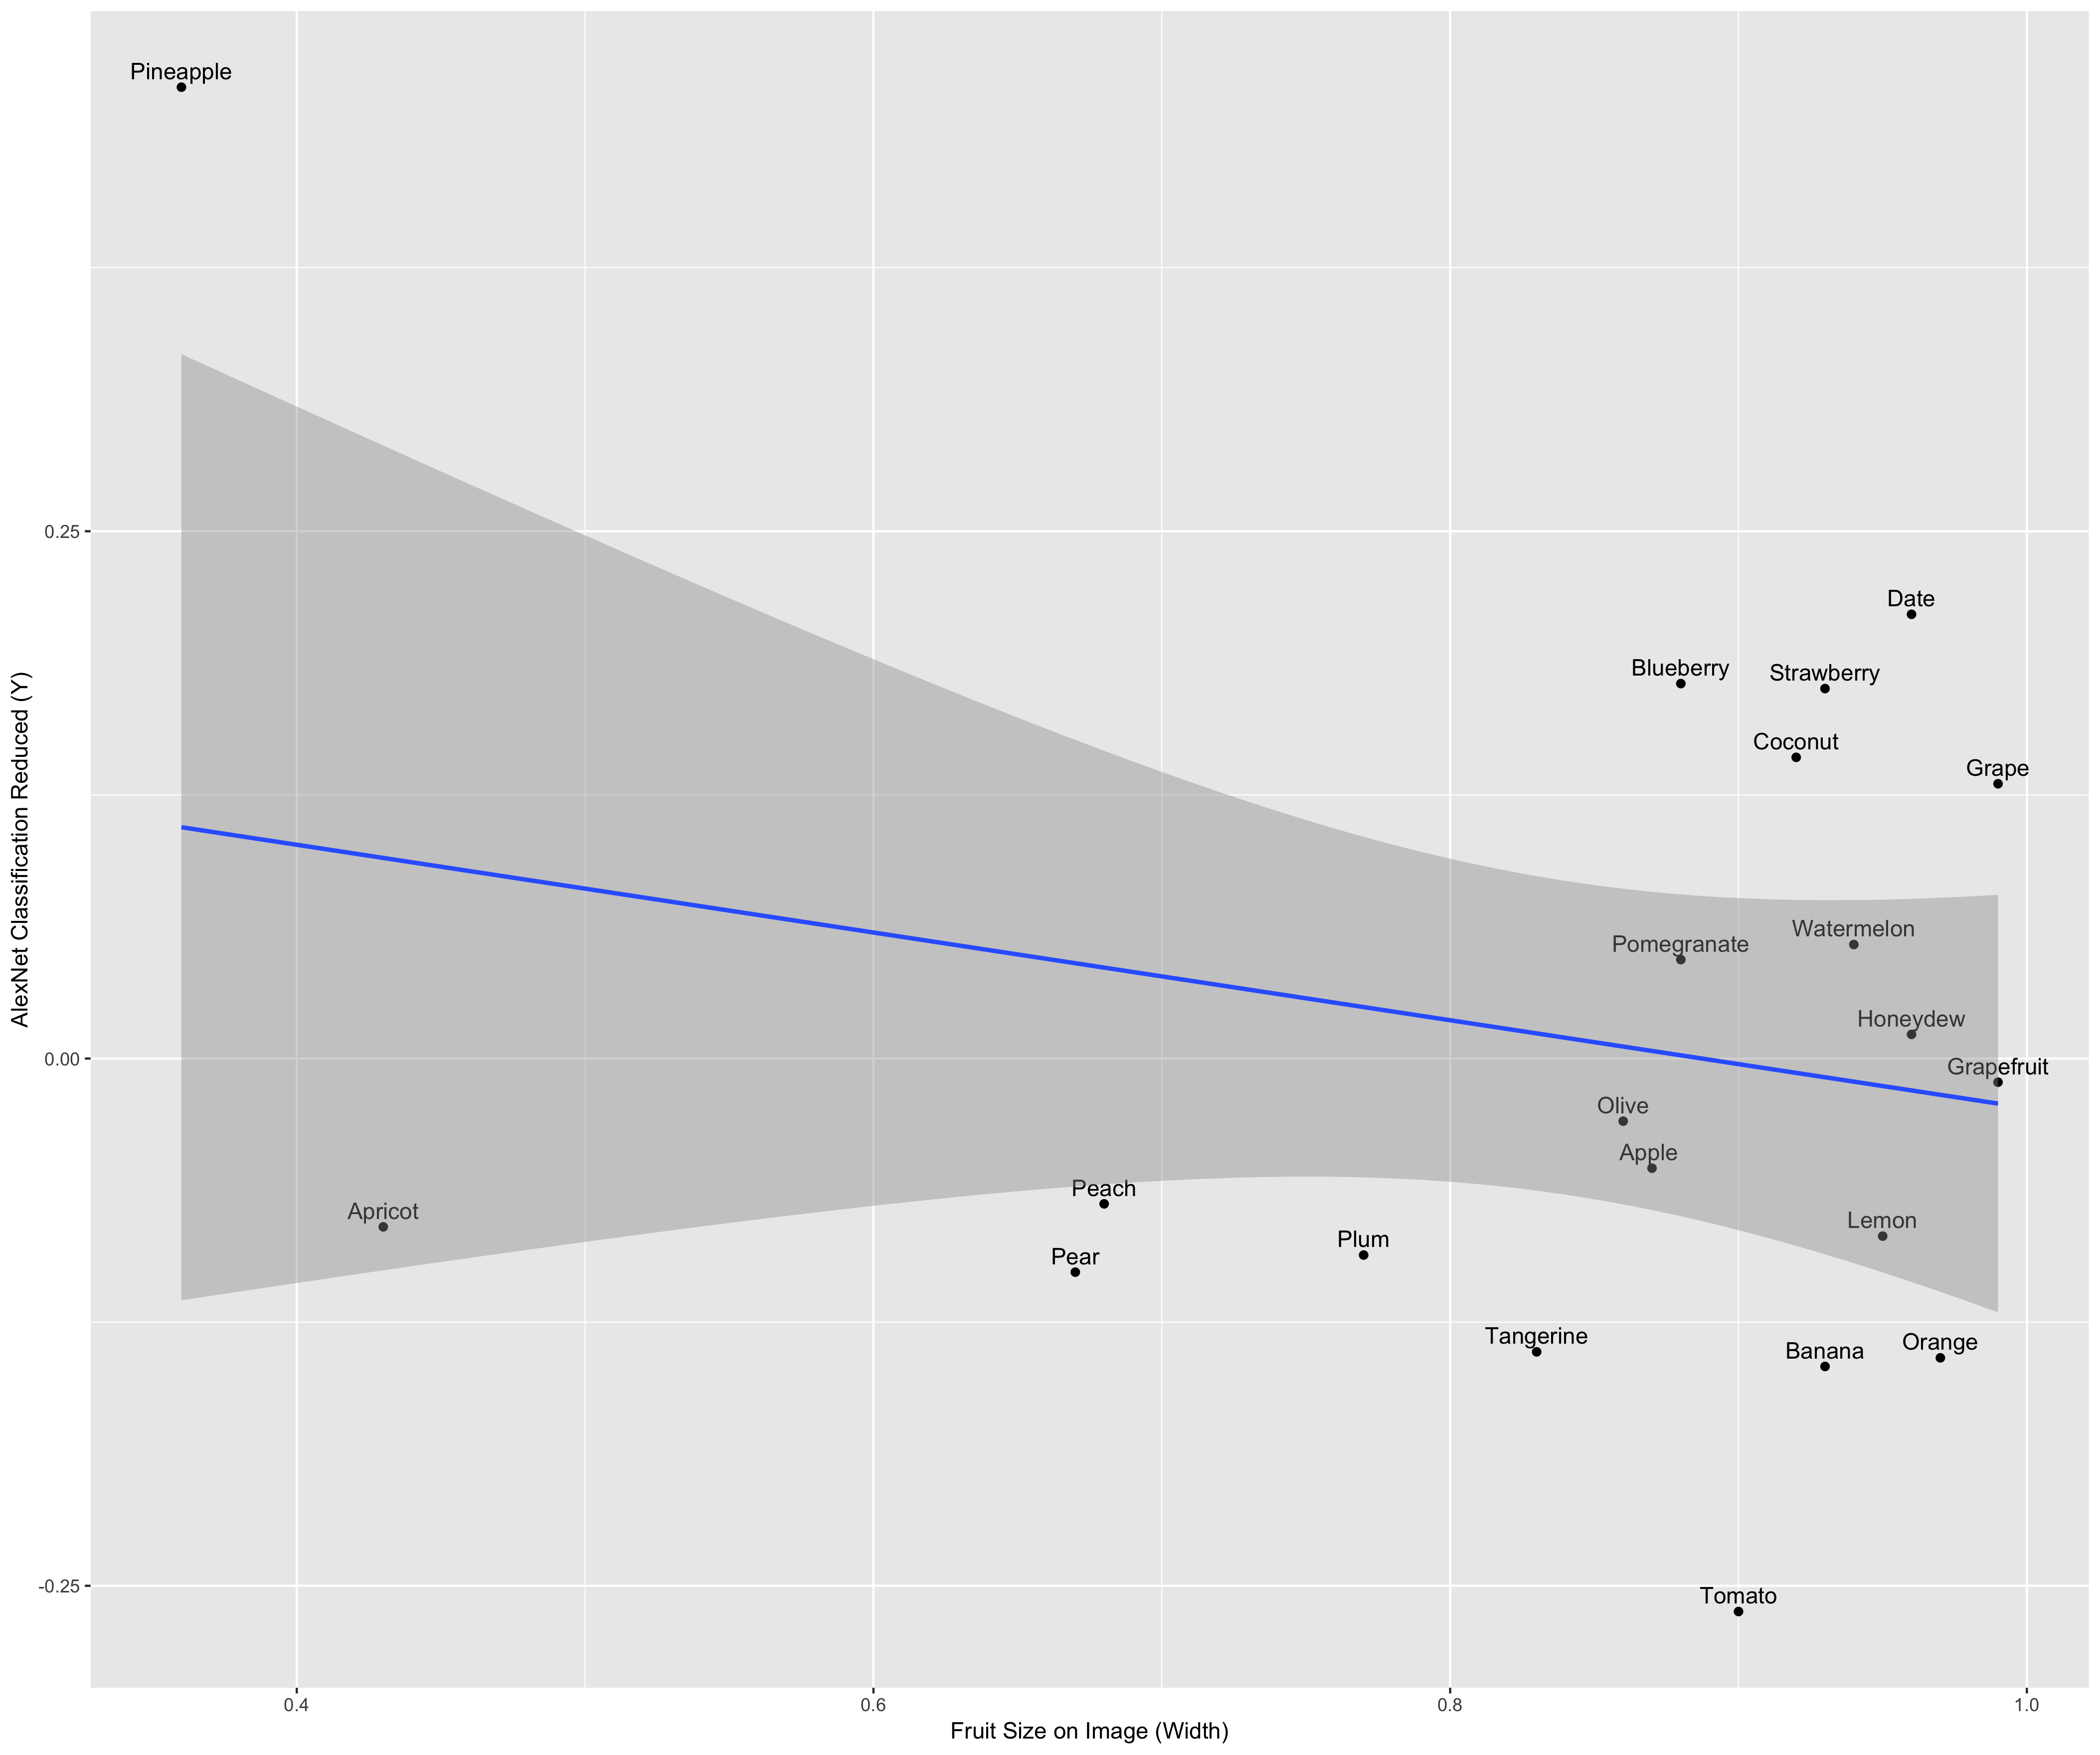 Pineapple
0.25
Date
Blueberry
Strawberry
Coconut
Grape
Watermelon
Pomegranate
Honeydew
0.00
Grapefruit
Olive
Apple
Peach
Apricot
Lemon
Plum
Pear
Tangerine
Orange
Banana
-0.25
Tomato
0.4
0.6
0.8
1.0
Fruit Size on Image (Width)
AlexNet Classification Reduced (Y)